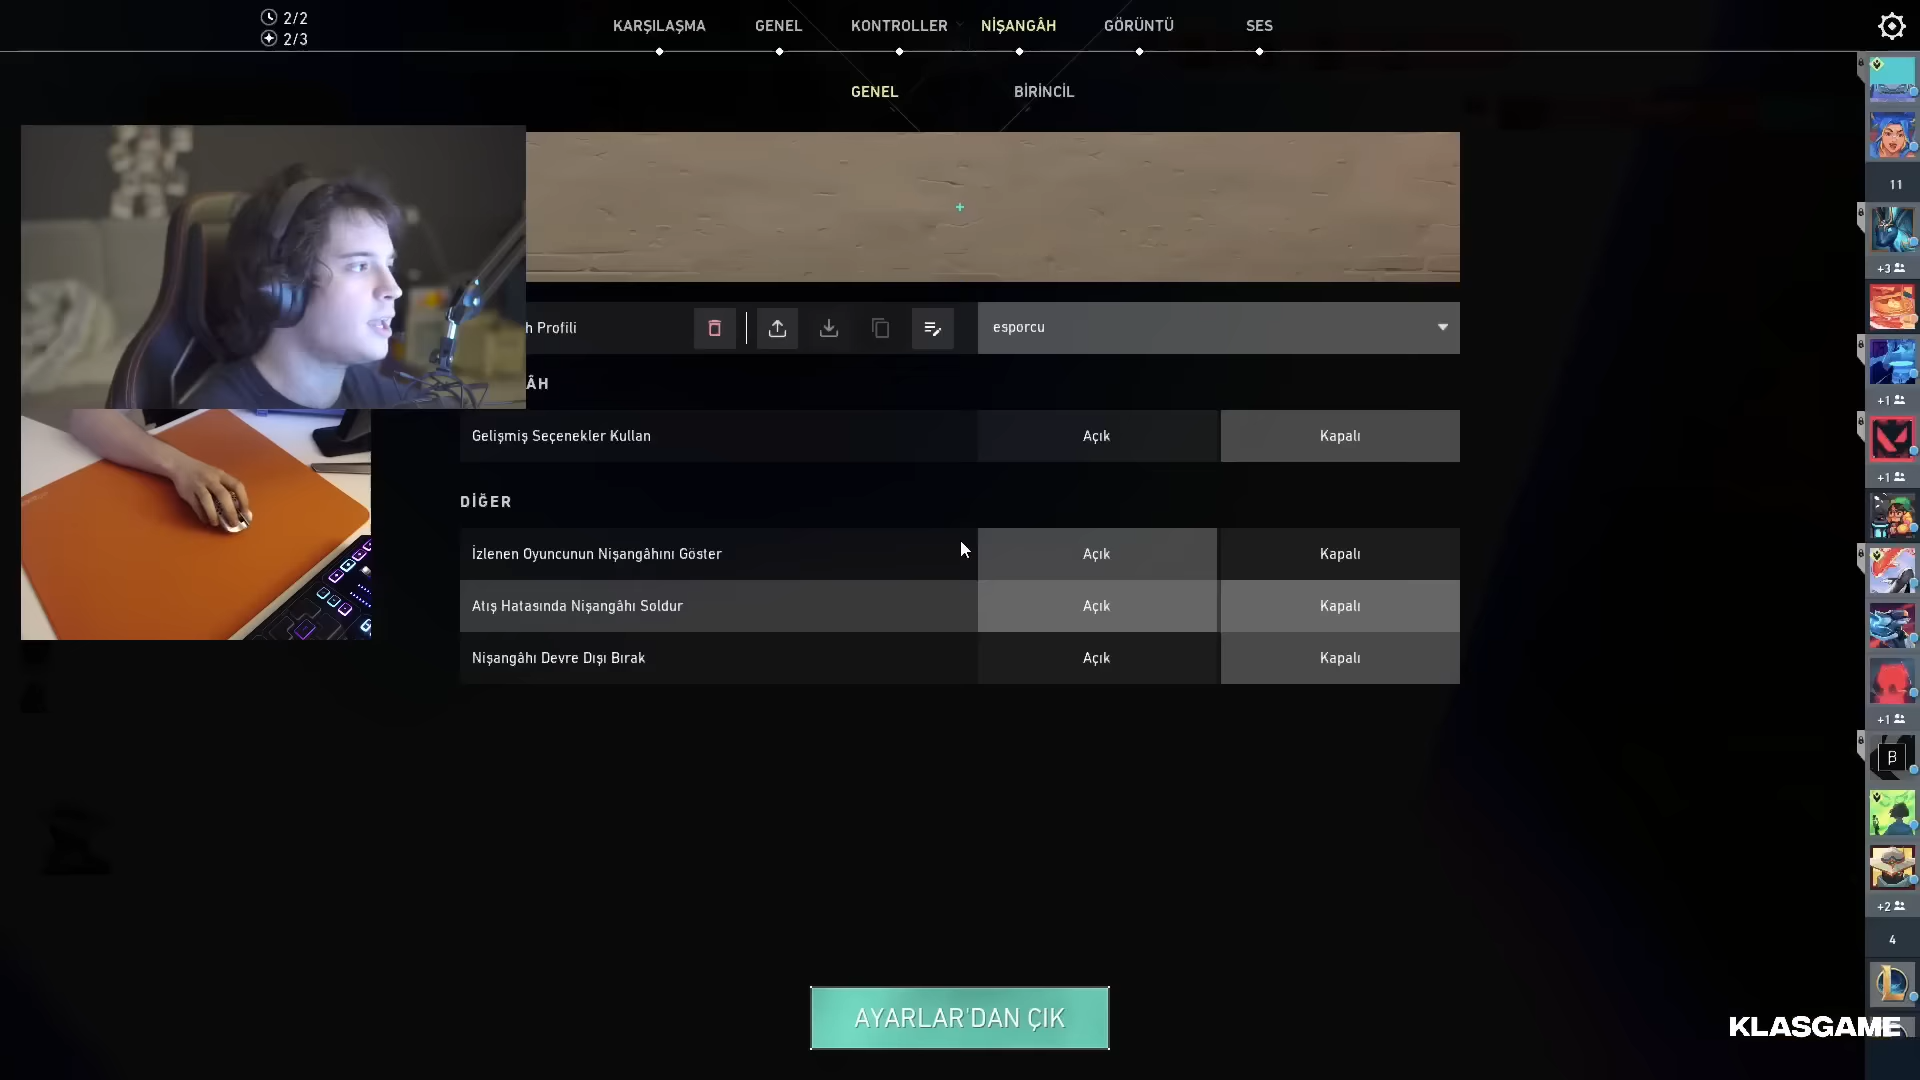 2/2
2/3
KARŞILAŞMA
GENEL
KONTROLLER
NİŞANGÂH
GÖRÜNTÜ
SES
GENEL
BİRİNCİL
h Profili
esporcu
ÂH
Gelişmiş Seçenekler Kullan
Açık
Kapalı
DİĞER
İzlenen Oyuncunun Nişangâhını Göster
Açık
Kapalı
Atış Hatasında Nişangâhı Soldur
Açık
Kapalı
Nişangâhı Devre Dışı Bırak
Açık
Kapalı
AYARLAR'DAN ÇIK
11
+3
+1
+1
+1
β
+2
4
L
KLASGAME